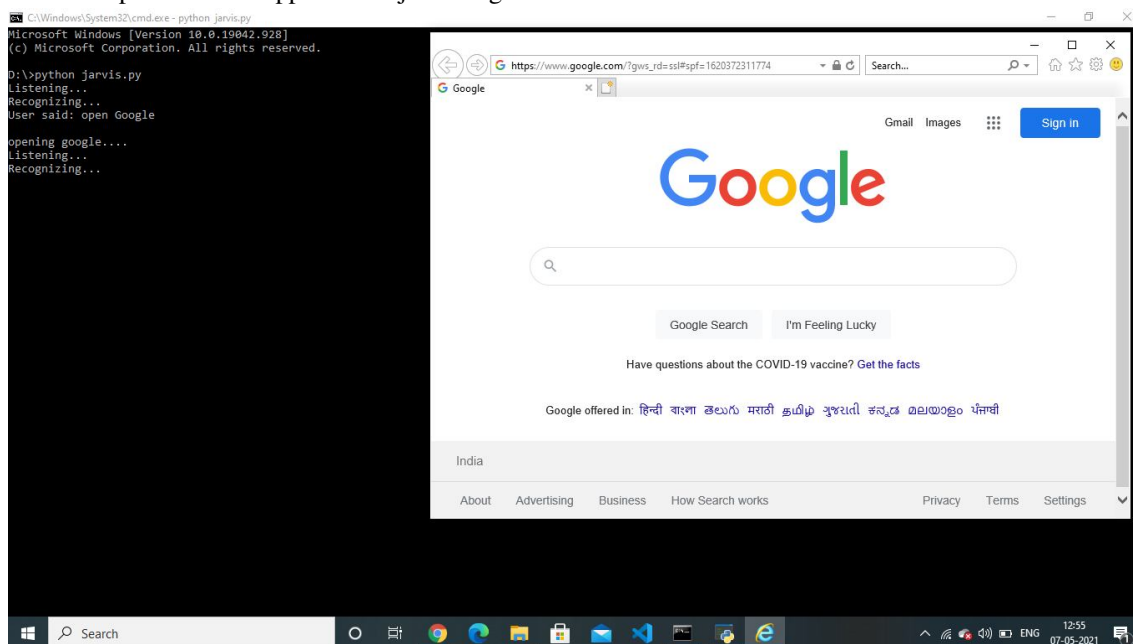 C:\Windows\System32\cmd.exe - python jarvis.py
Microsoft Windows [Version 10.0.19042.928]
(c) Microsoft Corporation. All rights reserved.
D:\>python jarvis.py
Listening...
Recognizing...
User said: open Google
opening google....
Listening...
Recognizing...
https://www.google.com/?gws_rd=ssl#spf=1620372311774
Search...
Google
Gmail Images
Sign in
Google
Google Search I'm Feeling Lucky
Have questions about the COVID-19 vaccine? Get the facts
Google offered in: हिन्दी বাংলা తెలుగు मराठी தமிழ் ગુજરાતી ಕನ್ನಡ മലയാളം ਪੰਜਾਬੀ
India
About Advertising Business How Search works Privacy Terms Settings
Search
ENG
12:55
07-05-2021